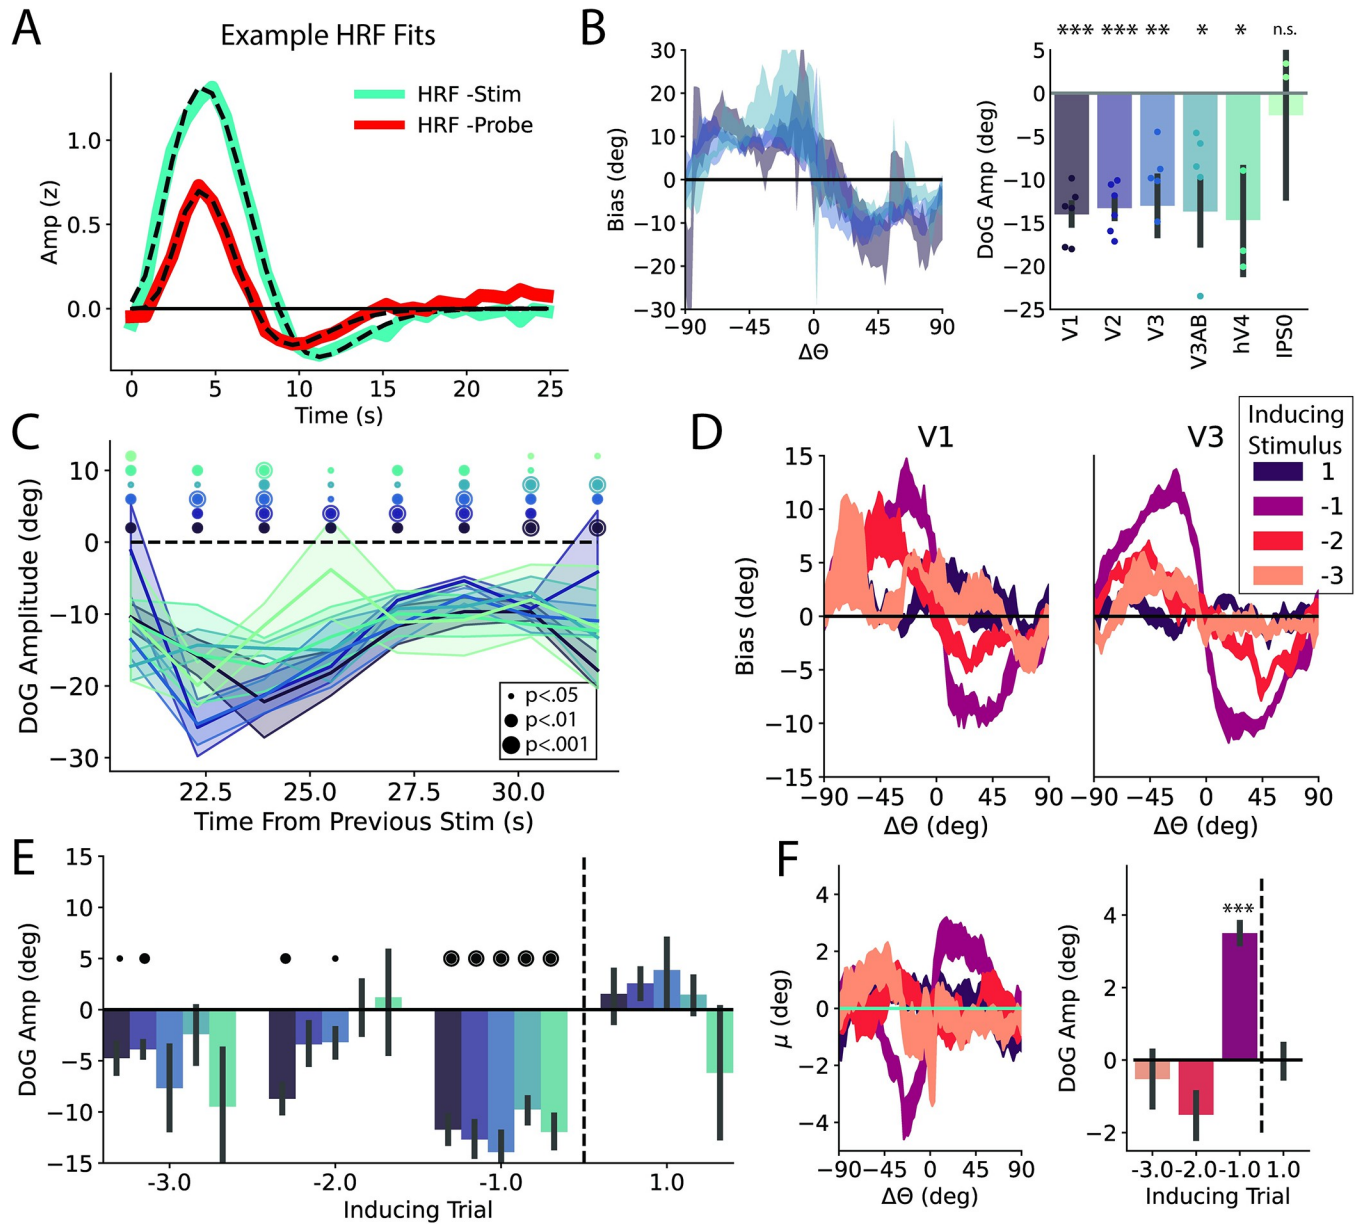 A
Example HRF Fits
HRF -Stim
HRF -Probe
Amp (z)
1.0
0.5
0.0
0 5 10 15 20 25
Time (s)
B
Bias (deg)
30
20
10
0
−10
−20
−30
−90 −45 0 45 90
ΔΘ
*** *** ** * * n.s.
DoG Amp (deg)
5
0
−5
−10
−15
−20
−25
V1 V2 V3 V3AB hV4 IPS0
C
DoG Amplitude (deg)
10
0
−10
−20
−30
p<.05
p<.01
p<.001
22.5 25.0 27.5 30.0
Time From Previous Stim (s)
D
V1
V3
Inducing
Stimulus
1
-1
-2
-3
Bias (deg)
15
10
5
0
−5
−10
−15
−90 −45 0 45 90
ΔΘ (deg)
−90 −45 0 45 90
ΔΘ (deg)
E
DoG Amp (deg)
15
10
5
0
−5
−10
−15
-3.0 -2.0 -1.0 1.0
Inducing Trial
F
μ (deg)
4
2
0
−2
−4
−90 −45 0 45 90
ΔΘ (deg)
***
DoG Amp (deg)
4
2
0
−2
-3.0 -2.0 -1.0 1.0
Inducing Trial